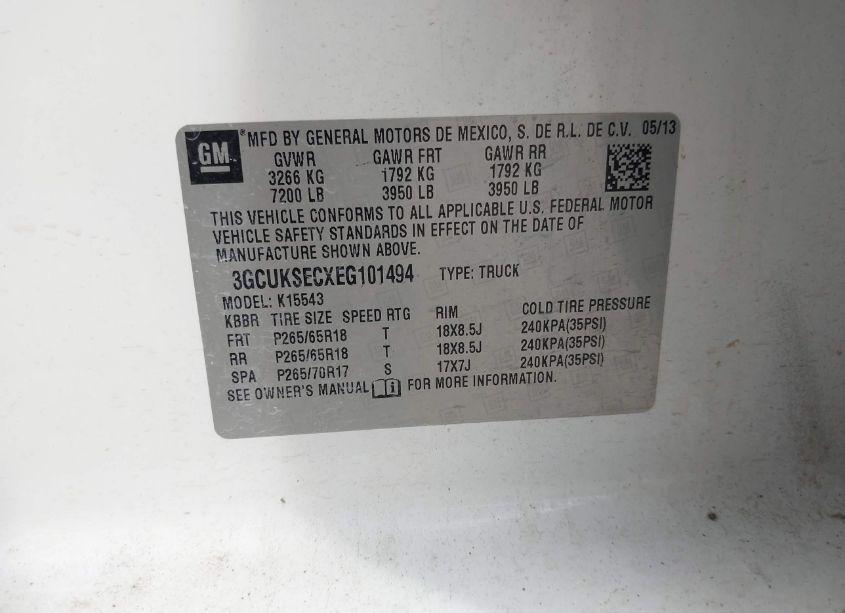 GM ® MFD BY GENERAL MOTORS DE MEXICO, S. DE R.L. DE C.V. 05/13
GVWR GAWR FRT GAWR RR
3266 KG 1792 KG 1792 KG
7200 LB 3950 LB 3950 LB
THIS VEHICLE CONFORMS TO ALL APPLICABLE U.S. FEDERAL MOTOR
VEHICLE SAFETY STANDARDS IN EFFECT ON THE DATE OF
MANUFACTURE SHOWN ABOVE.
3GCUKSECXEG101494 TYPE: TRUCK
MODEL: K15543
KBBR TIRE SIZE SPEED RTG RIM COLD TIRE PRESSURE
FRT P265/65R18 T 18X8.5J 240KPA(35PSI)
RR P265/65R18 T 18X8.5J 240KPA(35PSI)
SPA P265/70R17 S 17X7J 240KPA(35PSI)
SEE OWNER'S MANUAL i FOR MORE INFORMATION.